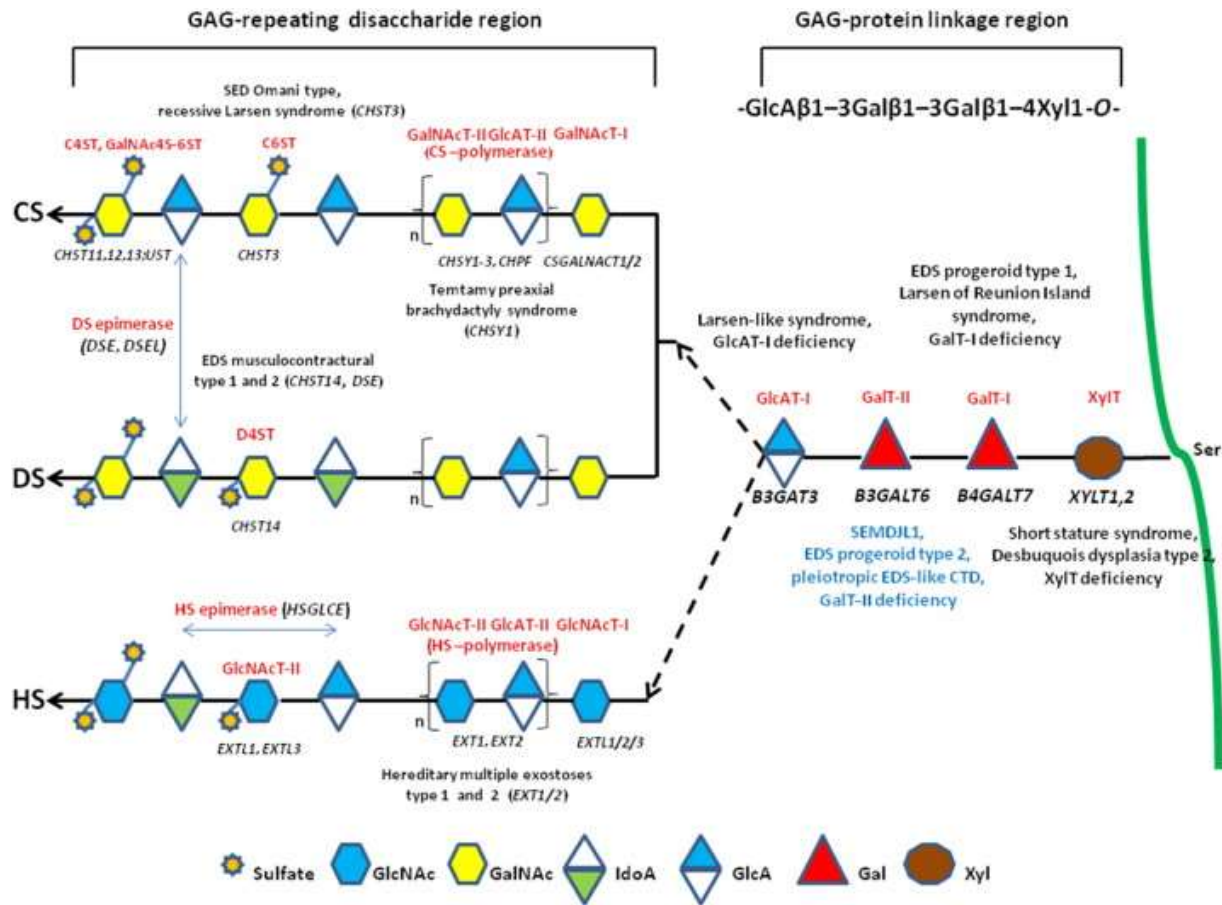 GAG-repeating disaccharide region
GAG-protein linkage region
-GlcAβ1–3Galβ1–3Galβ1–4Xyl1-O-
SED Omani type,
recessive Larsen syndrome (CHST3)
C4ST, GalNAc4S-6ST
C6ST
GalNAcT-II GlcAT-II GalNAcT-I
(CS–polymerase)
CS
n
CHST11,12,13;UST
CHST3
CHSY1-3, CHPF
CSGALNACT1/2
Temtamy preaxial
brachydactyly syndrome
(CHSY1)
DS epimerase
(DSE, DSEL)
EDS musculocontractural
type 1 and 2 (CHST14, DSE)
D4ST
DS
n
CHST14
HS epimerase (HSGLCE)
GlcNAcT-II GlcAT-II GlcNAcT-I
(HS–polymerase)
GlcNAcT-II
HS
n
EXTL1, EXTL3
EXT1, EXT2
EXTL1/2/3
Hereditary multiple exostoses
type 1 and 2 (EXT1/2)
Larsen-like syndrome,
GlcAT-I deficiency
EDS progeroid type 1,
Larsen of Reunion Island
syndrome,
GalT-I deficiency
GlcAT-I
GalT-II
GalT-I
XylT
Ser
B3GAT3
B3GALT6
B4GALT7
XYLT1,2
SEMDJL1,
EDS progeroid type 2,
pleiotropic EDS-like CTD,
GalT-II deficiency
Short stature syndrome,
Desbuquois dysplasia type 2,
XylT deficiency
Sulfate
GlcNAc
GalNAc
IdoA
GlcA
Gal
Xyl